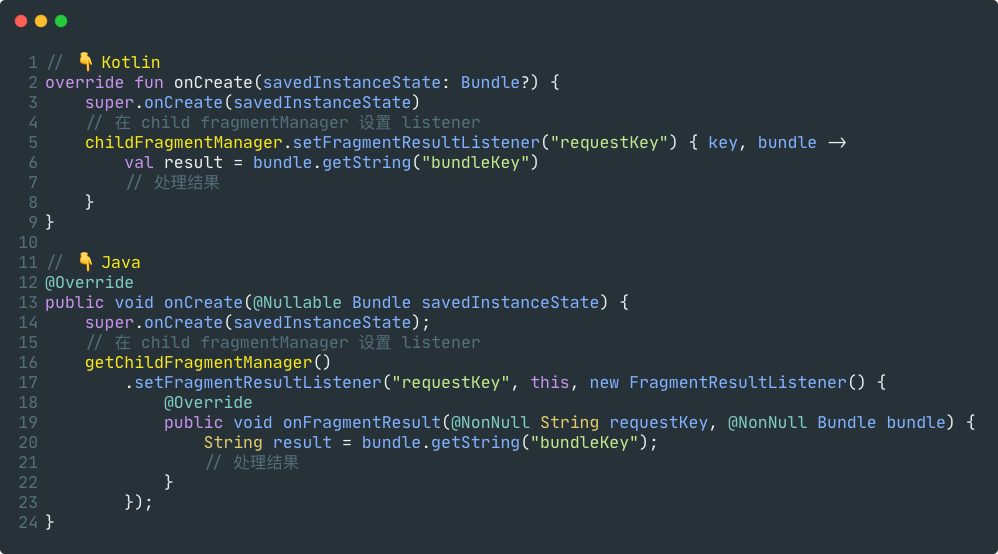 1 // 👇 Kotlin
2 override fun onCreate(savedInstanceState: Bundle?) {
3     super.onCreate(savedInstanceState)
4     // 在 child fragmentManager 设置 listener
5     childFragmentManager.setFragmentResultListener("requestKey") { key, bundle ->
6         val result = bundle.getString("bundleKey")
7         // 处理结果
8     }
9 }
10
11 // 👇 Java
12 @Override
13 public void onCreate(@Nullable Bundle savedInstanceState) {
14     super.onCreate(savedInstanceState);
15     // 在 child fragmentManager 设置 listener
16     getChildFragmentManager()
17         .setFragmentResultListener("requestKey", this, new FragmentResultListener() {
18             @Override
19             public void onFragmentResult(@NonNull String requestKey, @NonNull Bundle bundle) {
20                 String result = bundle.getString("bundleKey");
21                 // 处理结果
22             }
23         });
24 }